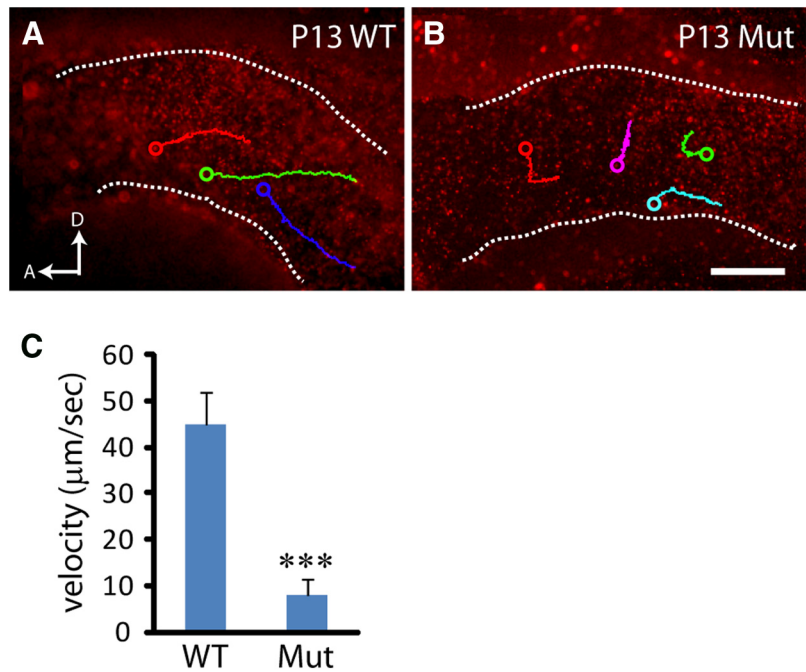 A
P13 WT
B
P13 Mut
D
A
C
velocity (μm/sec)
60
50
40
30
20
10
0
***
WT
Mut